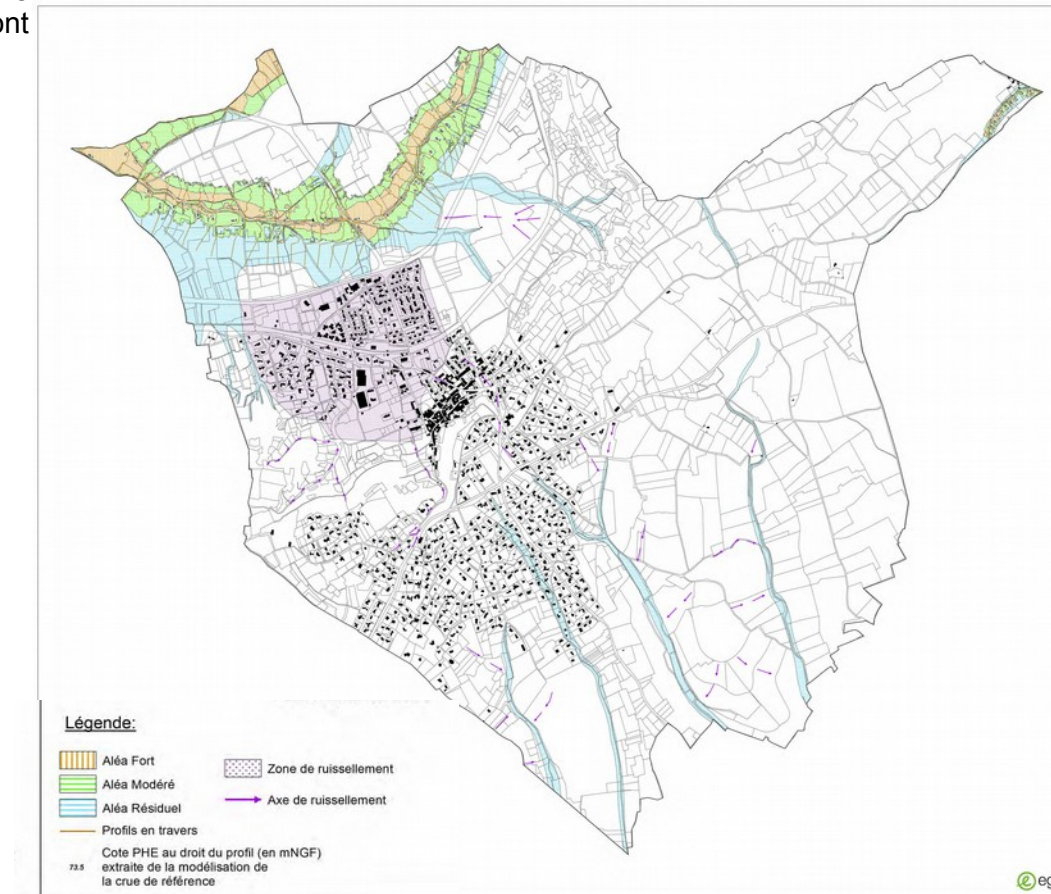 ont
Légende:
Aléa Fort
Aléa Modéré
Aléa Résiduel
Profils en travers
73.5
Cote PHE au droit du profil (en mNGF)
extraite de la modélisation de
la crue de référence
Zone de ruissellement
Axe de ruissellement
eg